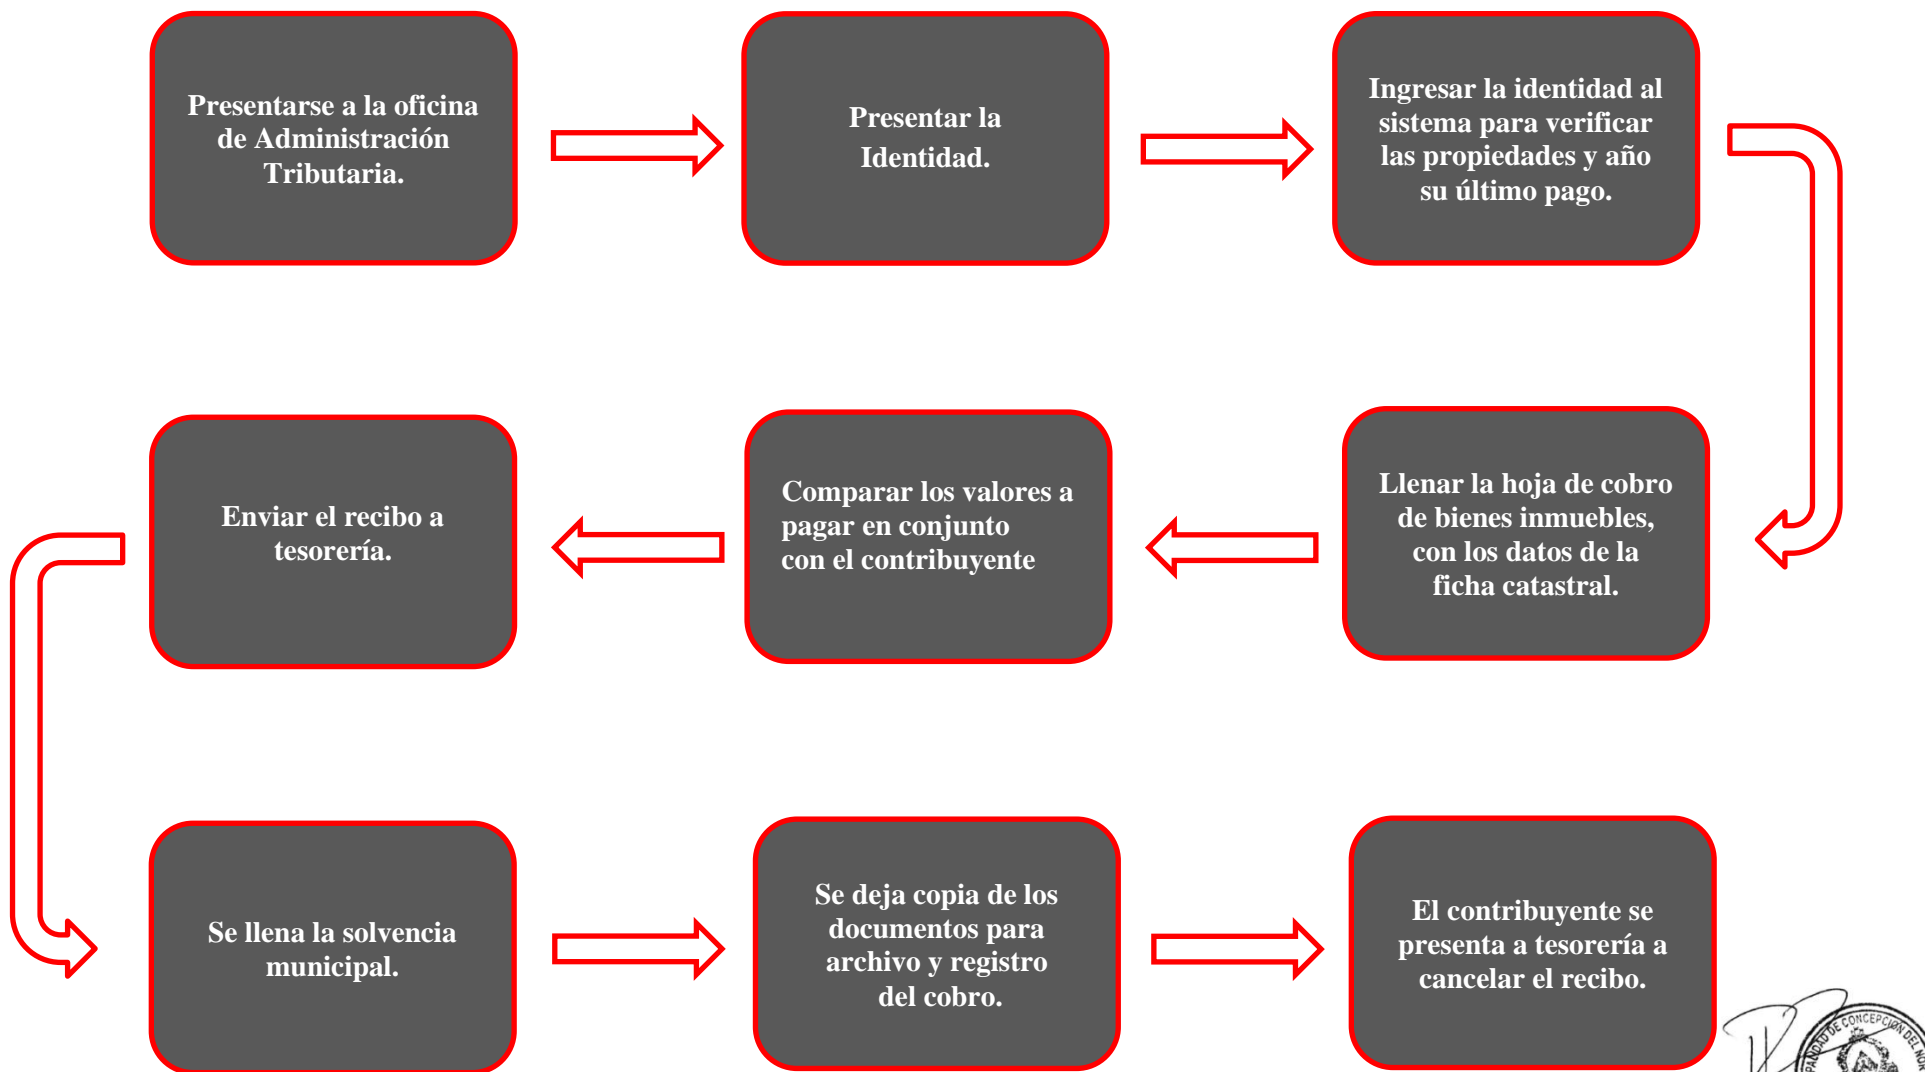 Presentarse a la oficina
de Administración
Tributaria.
Presentar la
Identidad.
Ingresar la identidad al
sistema para verificar
las propiedades y año
su último pago.
Llenar la hoja de cobro
de bienes inmuebles,
con los datos de la
ficha catastral.
Comparar los valores a
pagar en conjunto
con el contribuyente
Enviar el recibo a
tesorería.
Se llena la solvencia
municipal.
Se deja copia de los
documentos para
archivo y registro
del cobro.
El contribuyente se
presenta a tesorería a
cancelar el recibo.
DE CONCEPCIÓN DEL